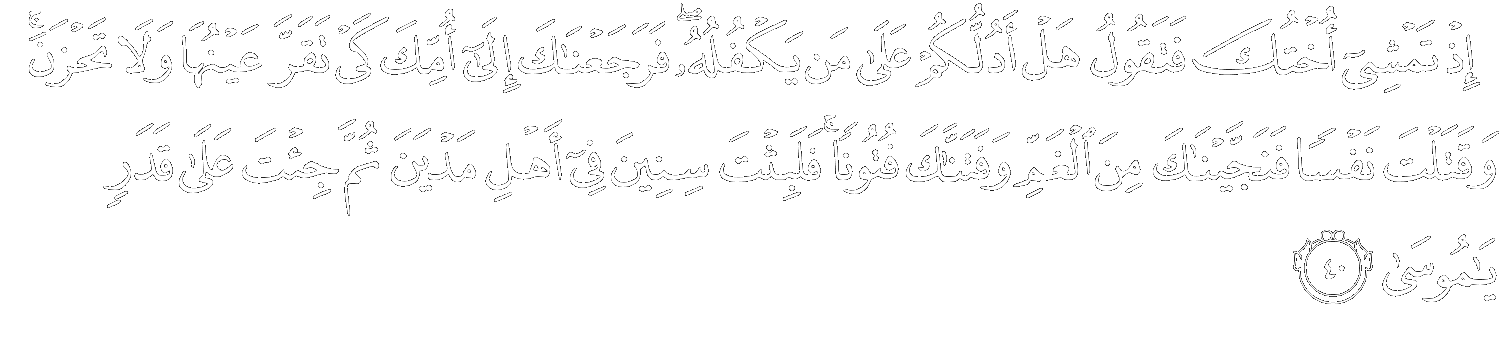 إِذْ تَمْشِىٓ أُخْتُكَ فَتَقُولُ هَلْ أَدُلُّكُمْ عَلَىٰ مَن يَكْفُلُهُۥ ۖ فَرَجَعْنَٰكَ إِلَىٰٓ أُمِّكَ كَىْ تَقَرَّ عَيْنُهَا وَلَا تَحْزَنَ ۚ
وَقَتَلْتَ نَفْسًا فَنَجَّيْنَٰكَ مِنَ ٱلْغَمِّ وَفَتَنَّٰكَ فُتُونًا ۚ فَلَبِثْتَ سِنِينَ فِىٓ أَهْلِ مَدْيَنَ ثُمَّ جِئْتَ عَلَىٰ قَدَرٍ
يَٰمُوسَىٰ ٤٠